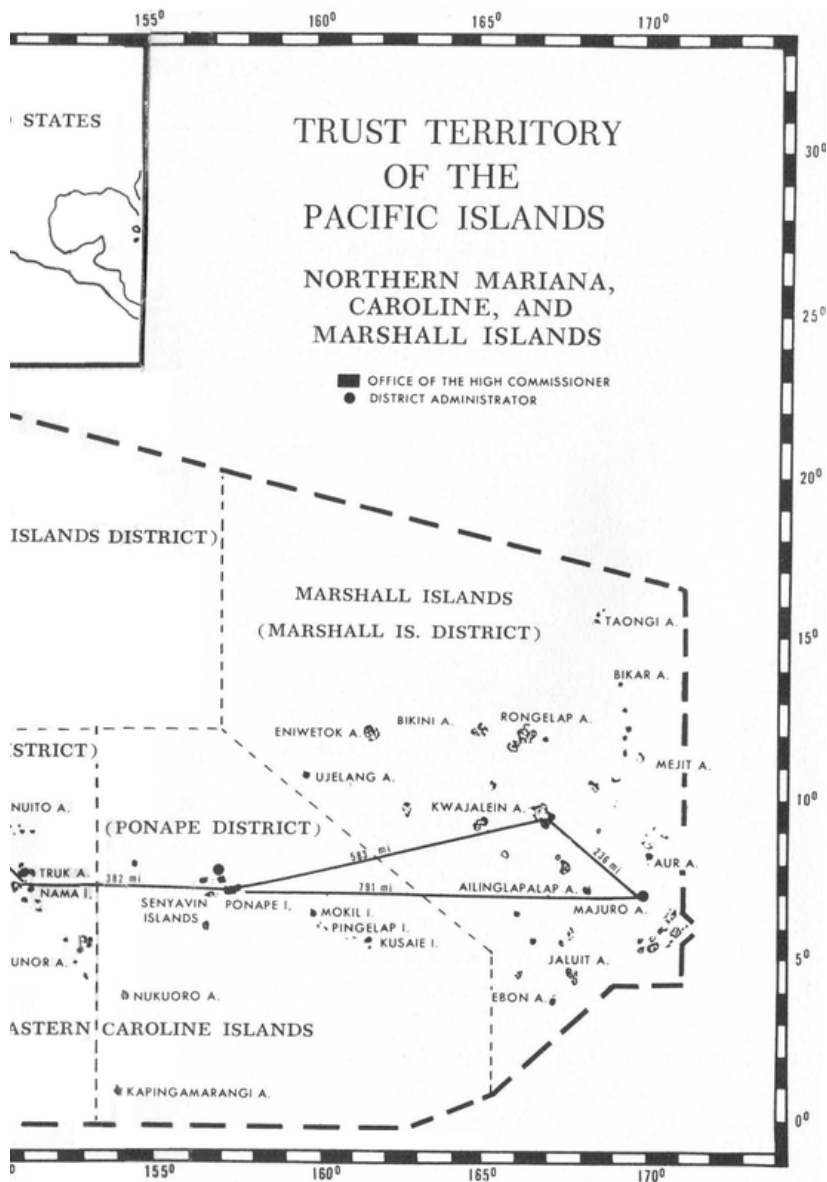 155° 160° 165° 170°
STATES
TRUST TERRITORY
OF THE
PACIFIC ISLANDS
NORTHERN MARIANA,
CAROLINE, AND
MARSHALL ISLANDS
OFFICE OF THE HIGH COMMISSIONER
DISTRICT ADMINISTRATOR
30°
25°
20°
15°
10°
5°
0°
ISLANDS DISTRICT)
MARSHALL ISLANDS
(MARSHALL IS. DISTRICT)
TAONGI A.
BIKAR A.
BIKINI A.
RONGELAP A.
ENIWETOK A.
STRICT)
MEJIT A.
UJELANG A.
NUITO A.
KWAJALEIN A.
(PONAPE DISTRICT)
583 mi
236 mi
AUR A.
TRUK A.
382 mi
791 mi
AILINGLAPALAP A.
NAMA I.
SENYAVIN
ISLANDS
PONAPE I.
MAJURO A.
MOKIL I.
PINGELAP I.
KUSAIE I.
UNOR A.
JALUIT A.
NUKUORO A.
EBON A.
ASTERN CAROLINE ISLANDS
KAPINGAMARANGI A.
155° 160° 165° 170°